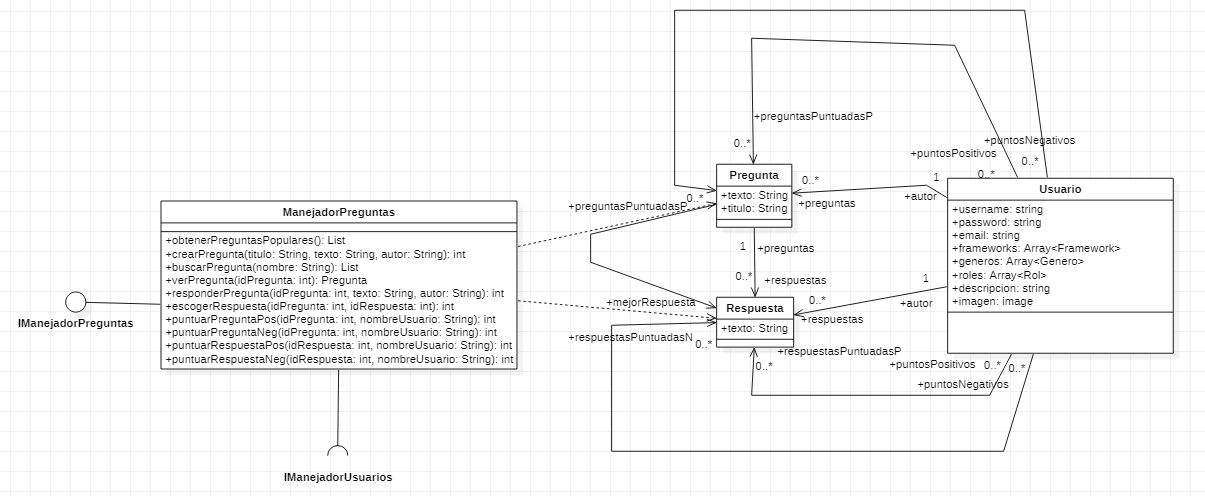 +preguntasPuntuadasP
0..*
+puntosNegativos
0..*
+puntosPositivos
0..*
Pregunta
+texto: String
+titulo: String
0..*
+preguntas
1
+autor
Usuario
+username: string
+password: string
+email: string
+frameworks: Array<Framework>
+generos: Array<Genero>
+roles: Array<Rol>
+descripcion: string
+imagen: image
+preguntasPuntuadasP
0..*
ManejadorPreguntas
+obtenerPreguntasPopulares(): List
+crearPregunta(titulo: String, texto: String, autor: String): int
+buscarPregunta(nombre: String): List
+verPregunta(idPregunta: int): Pregunta
+responderPregunta(idPregunta: int, texto: String, autor: String): int
+escogerRespuesta(idPregunta: int, idRespuesta: int): int
+puntuarPreguntaPos(idPregunta: int, nombreUsuario: String): int
+puntuarPreguntaNeg(idPregunta: int, nombreUsuario: String): int
+puntuarRespuestaPos(idRespuesta: int, nombreUsuario: String): int
+puntuarRespuestaNeg(idRespuesta: int, nombreUsuario: String): int
1
+preguntas
0..*
+respuestas
1
+autor
+mejorRespuesta
Respuesta
+texto: String
0..*
+respuestas
IManejadorPreguntas
+respuestasPuntuadasN
0..*
+respuestasPuntuadasP
0..*
+puntosPositivos
0..*
0..*
+puntosNegativos
IManejadorUsuarios